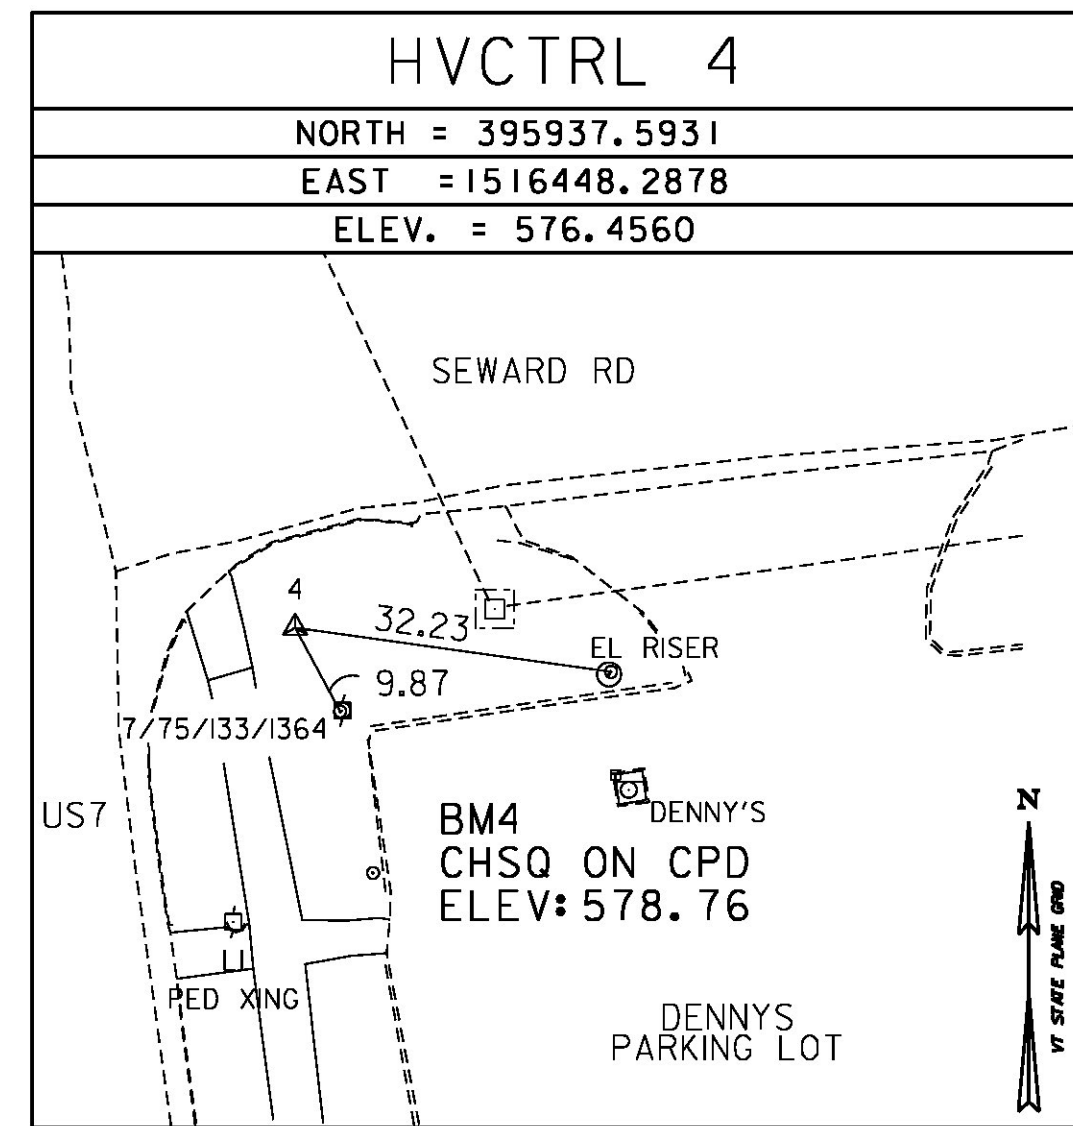 HVCTRL 4
NORTH = 395937.5931
EAST =1516448.2878
ELEV. = 576.4560
SEWARD RD
4
32.23
EL RISER
9.87
7/75/133/1364
US7
DENNY'S
BM4
CHSQ ON CPD
ELEV: 578.76
N
VT STATE PLANE GRID
PED XING
DENNYS
PARKING LOT